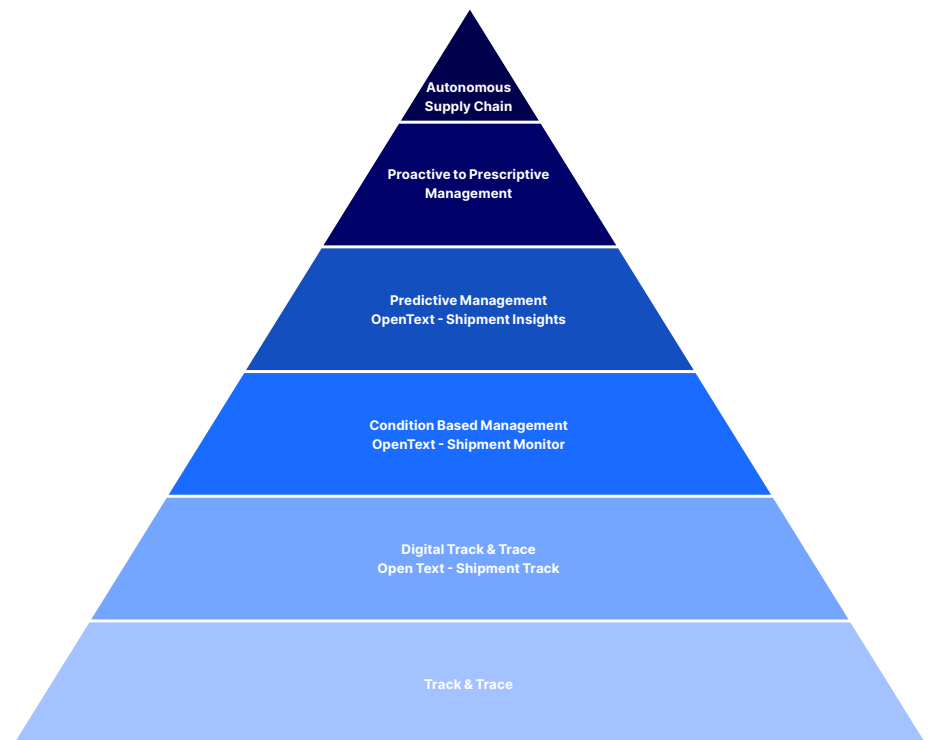 Autonomous
Supply Chain
Proactive to Prescriptive
Management
Predictive Management
OpenText - Shipment Insights
Condition Based Management
OpenText - Shipment Monitor
Digital Track & Trace
Open Text - Shipment Track
Track & Trace